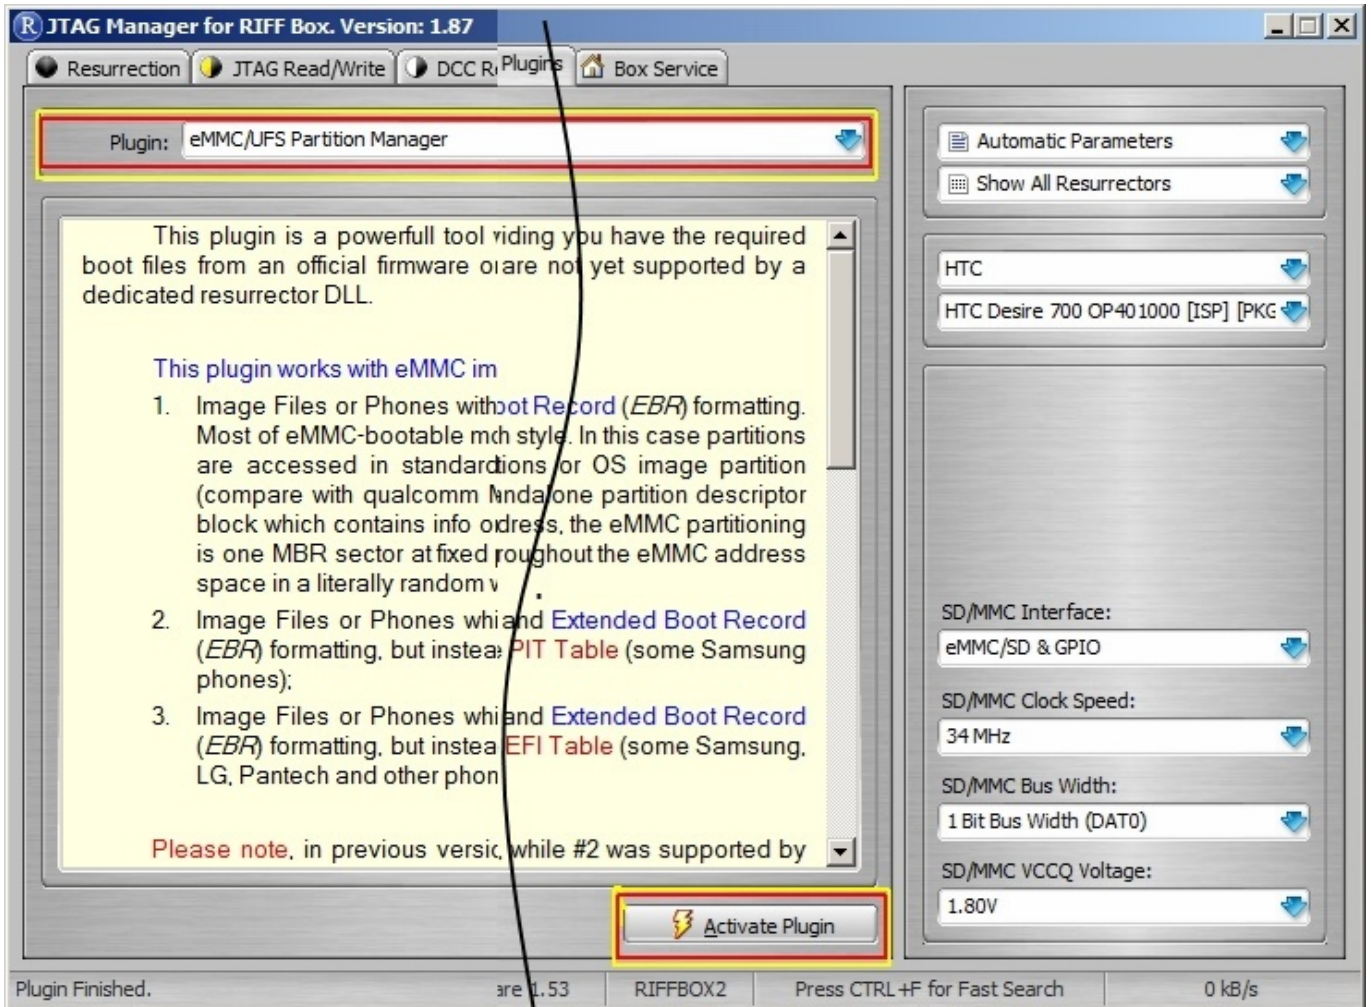 JTAG Manager for RIFF Box. Version: 1.87
Resurrection JTAG Read/Write DCC R Plugins Box Service
Plugin: eMMC/UFS Partition Manager
This plugin is a powerfull tool viding you have the required
boot files from an official firmware o are not yet supported by a
dedicated resurrector DLL.
This plugin works with eMMC im
1. Image Files or Phones with oot Record (EBR) formatting.
Most of eMMC-bootable mo h style. In this case partitions
are accessed in standard tions or OS image partition
(compare with qualcomm ndalone partition descriptor
block which contains info o dress, the eMMC partitioning
is one MBR sector at fixed roughout the eMMC address
space in a literally random
2. Image Files or Phones whi and Extended Boot Record
(EBR) formatting, but instea PIT Table (some Samsung
phones);
3. Image Files or Phones whi and Extended Boot Record
(EBR) formatting, but instea EFI Table (some Samsung,
LG, Pantech and other phon
Please note, in previous versic while #2 was supported by
Activate Plugin
Automatic Parameters
Show All Resurrectors
HTC
HTC Desire 700 OP401000 [ISP] [PKG
SD/MMC Interface:
eMMC/SD & GPIO
SD/MMC Clock Speed:
34 MHz
SD/MMC Bus Width:
1 Bit Bus Width (DAT0)
SD/MMC VCCQ Voltage:
1.80V
Plugin Finished. are 1.53 RIFFBOX2 Press CTRL+F for Fast Search 0 kB/s